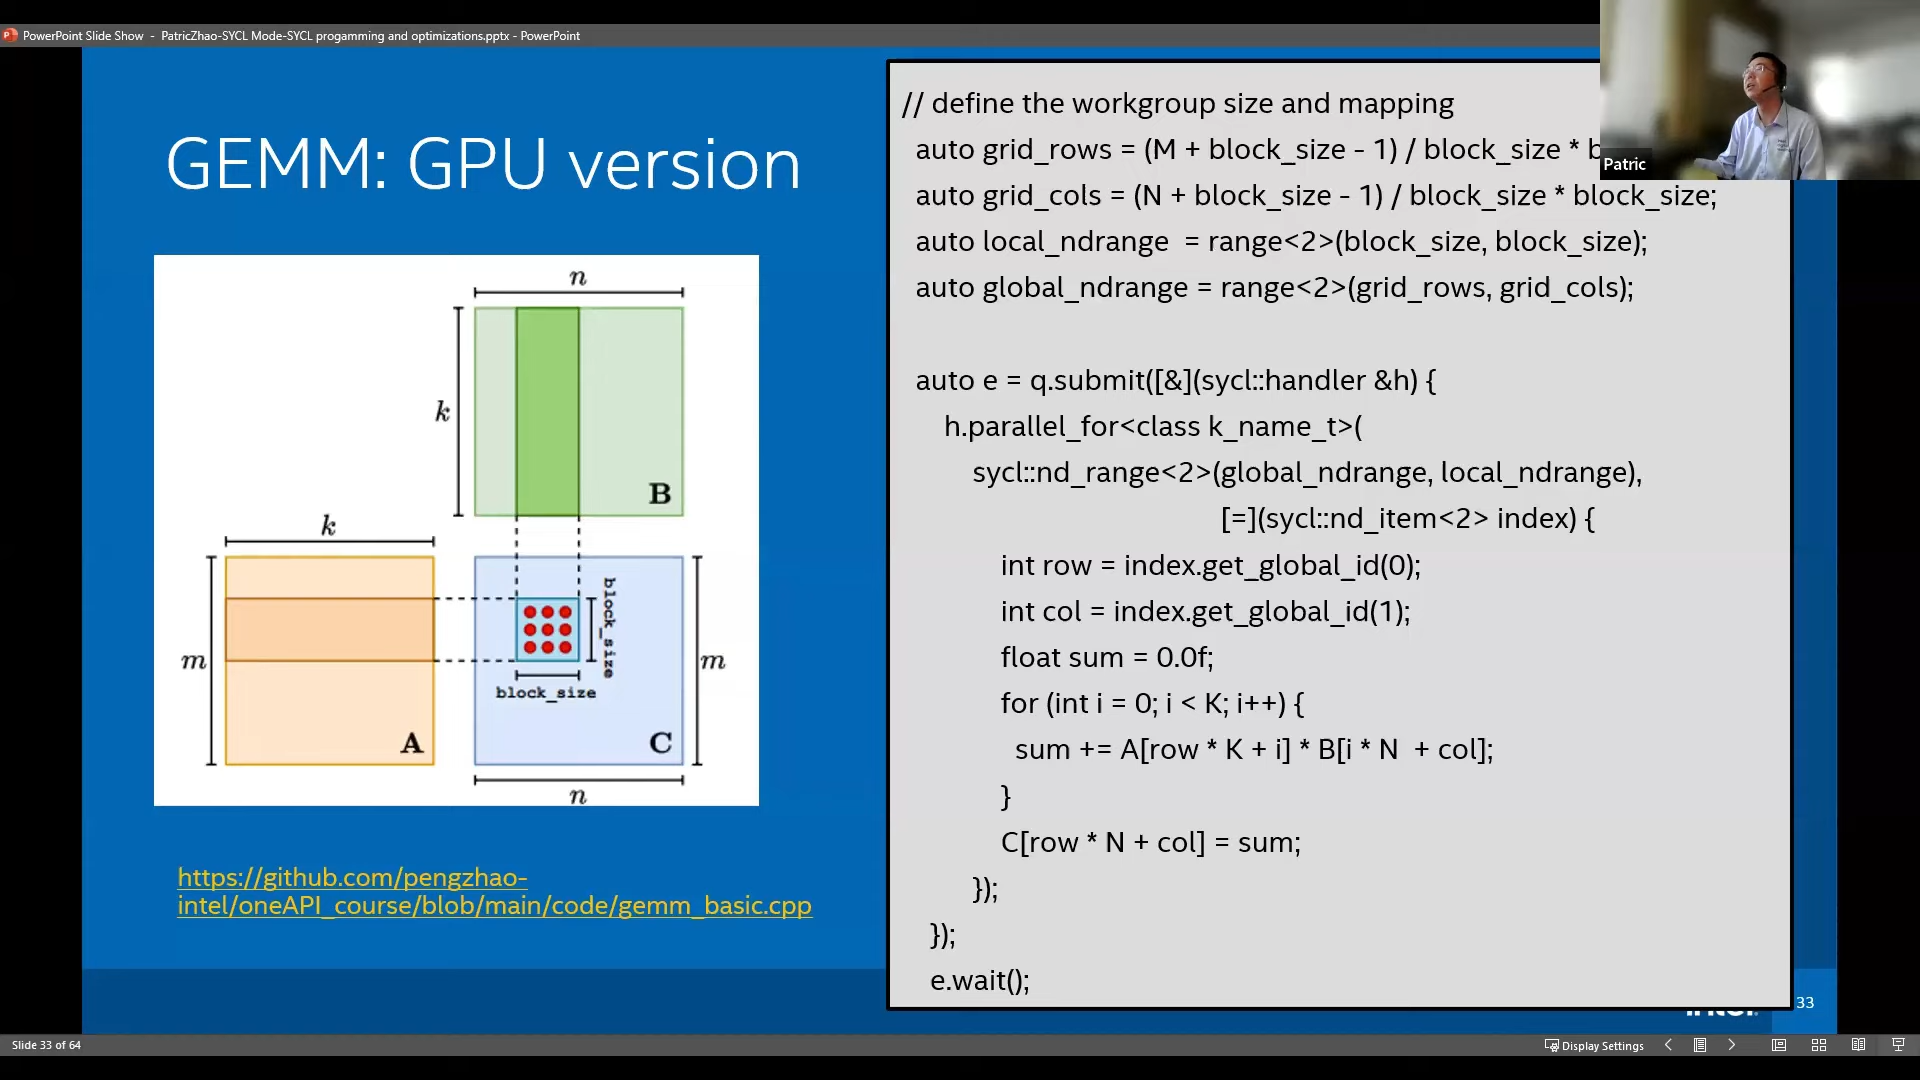 PowerPoint Slide Show - PatricZhao-SYCL Mode-SYCL progamming and optimizations.pptx - PowerPoint
Patric
GEMM: GPU version
n
k
B
k
m
A
block_size
block_size
C
m
n
https://github.com/pengzhao-
intel/oneAPI_course/blob/main/code/gemm_basic.cpp
// define the workgroup size and mapping
auto grid_rows = (M + block_size - 1) / block_size * b
auto grid_cols = (N + block_size - 1) / block_size * block_size;
auto local_ndrange = range<2>(block_size, block_size);
auto global_ndrange = range<2>(grid_rows, grid_cols);
auto e = q.submit([&](sycl::handler &h) {
h.parallel_for<class k_name_t>(
sycl::nd_range<2>(global_ndrange, local_ndrange),
[=](sycl::nd_item<2> index) {
int row = index.get_global_id(0);
int col = index.get_global_id(1);
float sum = 0.0f;
for (int i = 0; i < K; i++) {
sum += A[row * K + i] * B[i * N + col];
}
C[row * N + col] = sum;
});
});
e.wait();
33
Slide 33 of 64
Display Settings